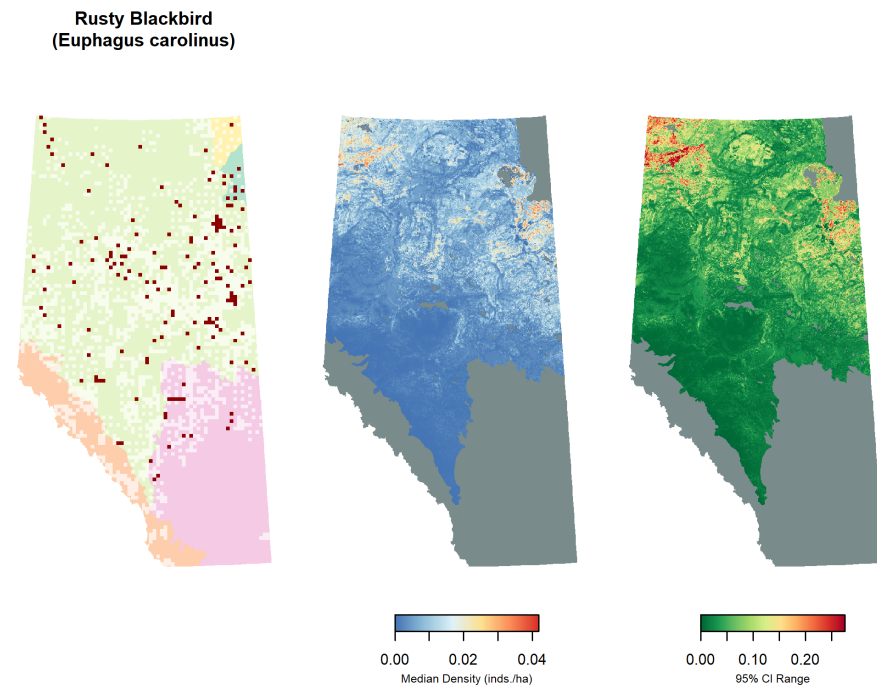 Rusty Blackbird
(Euphagus carolinus)
0.00 0.02 0.04
Median Density (inds./ha)
0.00 0.10 0.20
95% CI Range